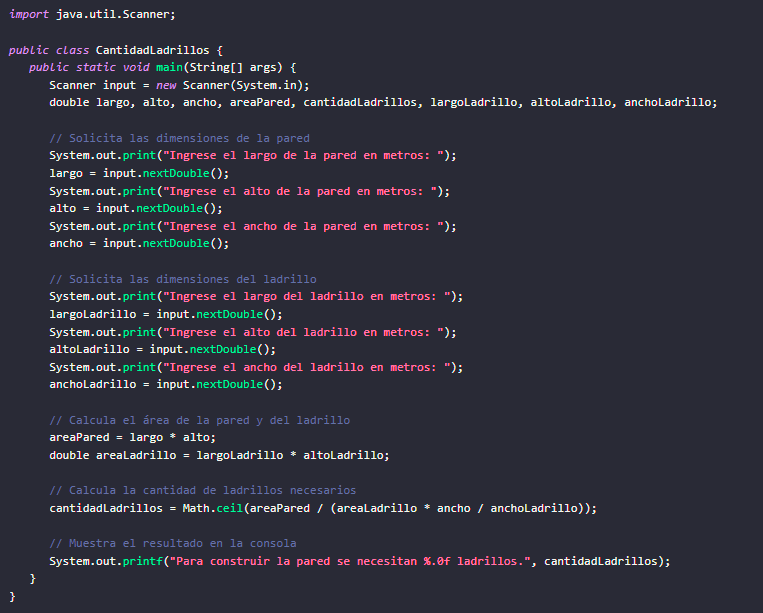 import java.util.Scanner;
public class CantidadLadrillos {
public static void main(String[] args) {
Scanner input = new Scanner(System.in);
double largo, alto, ancho, areaPared, cantidadLadrillos, largoLadrillo, altoLadrillo, anchoLadrillo;
// Solicita las dimensiones de la pared
System.out.print("Ingrese el largo de la pared en metros: ");
largo = input.nextDouble();
System.out.print("Ingrese el alto de la pared en metros: ");
alto = input.nextDouble();
System.out.print("Ingrese el ancho de la pared en metros: ");
ancho = input.nextDouble();
// Solicita las dimensiones del ladrillo
System.out.print("Ingrese el largo del ladrillo en metros: ");
largoLadrillo = input.nextDouble();
System.out.print("Ingrese el alto del ladrillo en metros: ");
altoLadrillo = input.nextDouble();
System.out.print("Ingrese el ancho del ladrillo en metros: ");
anchoLadrillo = input.nextDouble();
// Calcula el área de la pared y del ladrillo
areaPared = largo * alto;
double areaLadrillo = largoLadrillo * altoLadrillo;
// Calcula la cantidad de ladrillos necesarios
cantidadLadrillos = Math.ceil(areaPared / (areaLadrillo * ancho / anchoLadrillo));
// Muestra el resultado en la consola
System.out.printf("Para construir la pared se necesitan %.0f ladrillos.", cantidadLadrillos);
}
}